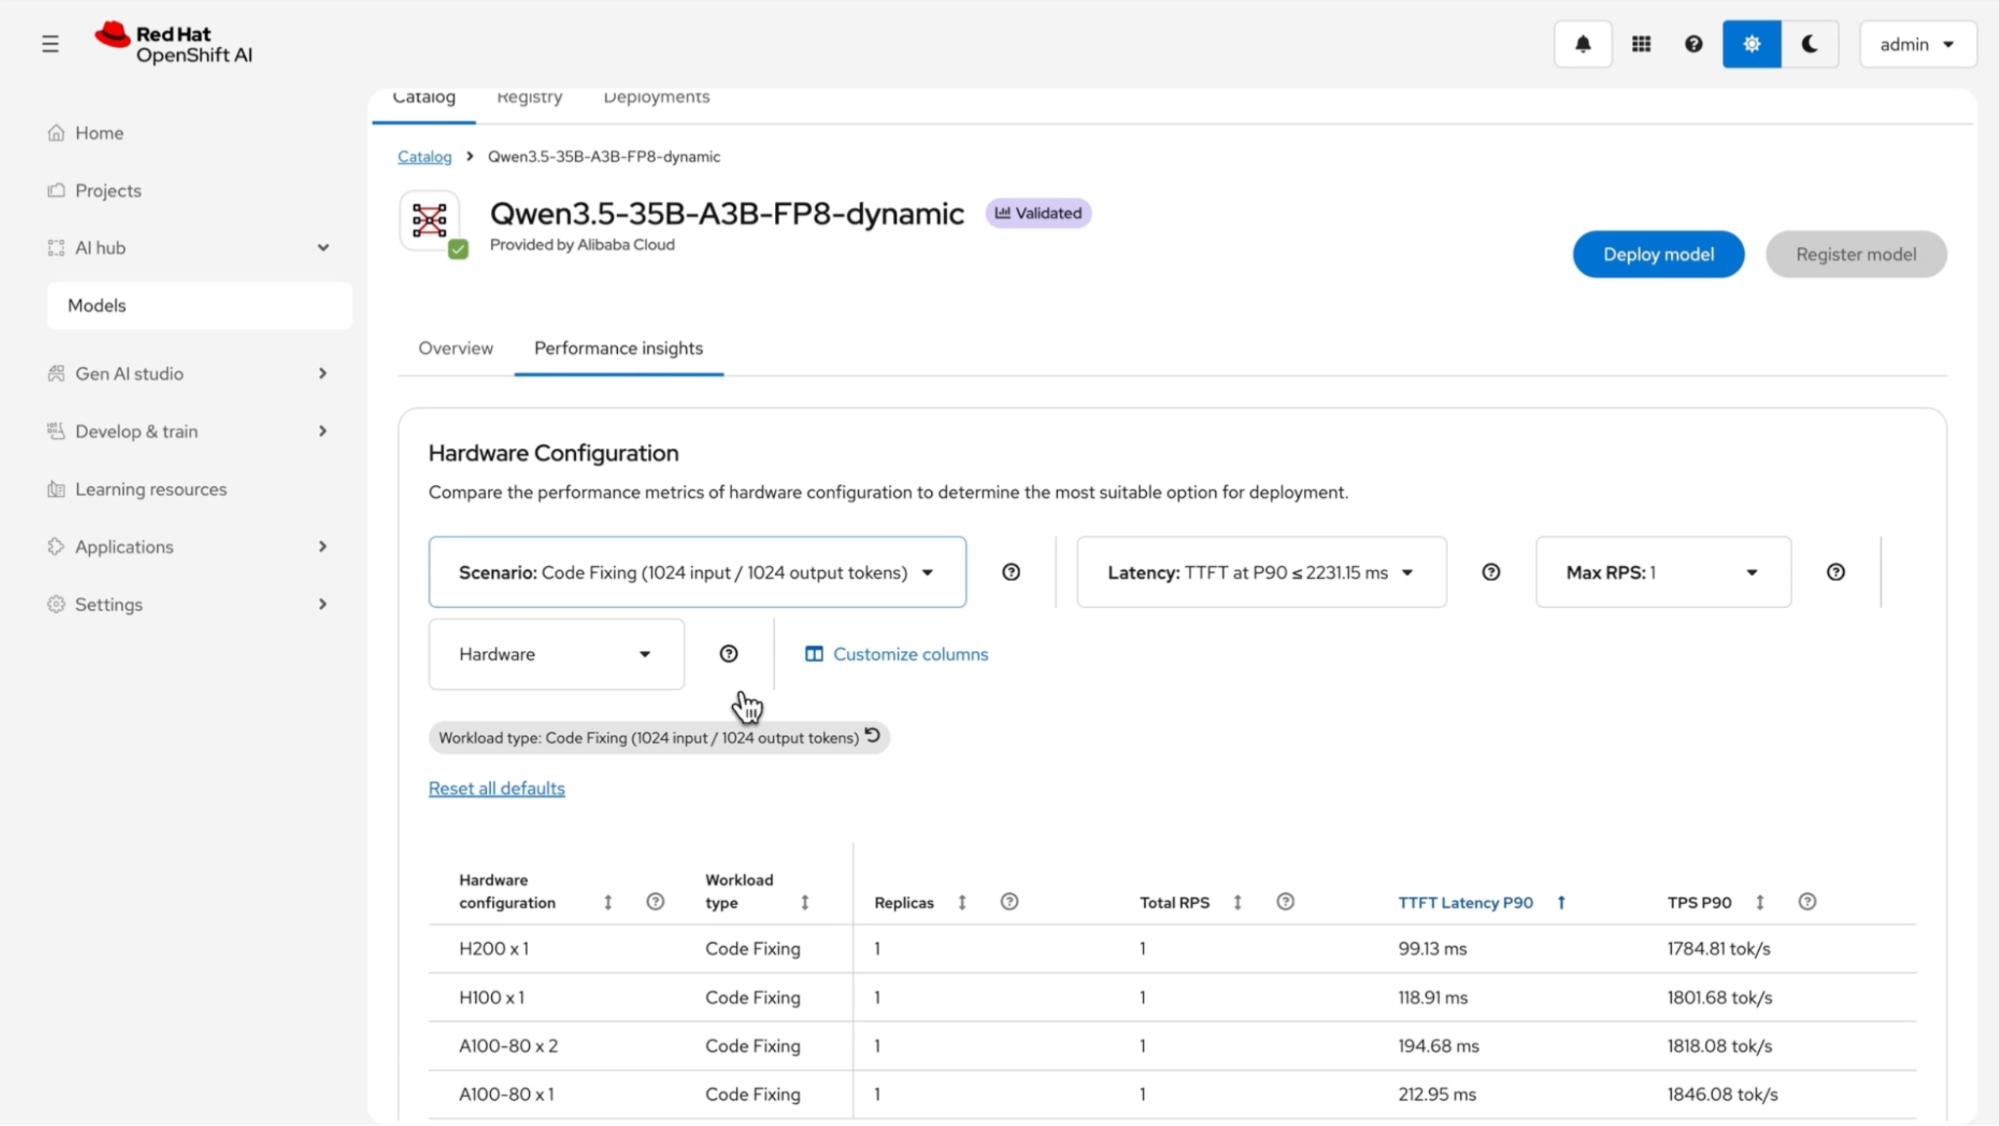 Red Hat
OpenShift AI
admin
Home
Projects
AI hub
Models
Gen AI studio
Develop & train
Learning resources
Applications
Settings
Catalog Registry Deployments
Catalog > Qwen3.5-35B-A3B-FP8-dynamic
Qwen3.5-35B-A3B-FP8-dynamic Validated
Provided by Alibaba Cloud
Deploy model Register model
Overview Performance insights
Hardware Configuration
Compare the performance metrics of hardware configuration to determine the most suitable option for deployment.
Scenario: Code Fixing (1024 input / 1024 output tokens) Latency: TTFT at P90 ≤ 2231.15 ms Max RPS: 1
Hardware Customize columns
Workload type: Code Fixing (1024 input / 1024 output tokens)
Reset all defaults
Hardware configuration Workload type Replicas Total RPS TTFT Latency P90 TPS P90
H200 x 1 Code Fixing 1 1 99.13 ms 1784.81 tok/s
H100 x 1 Code Fixing 1 1 118.91 ms 1801.68 tok/s
A100-80 x 2 Code Fixing 1 1 194.68 ms 1818.08 tok/s
A100-80 x 1 Code Fixing 1 1 212.95 ms 1846.08 tok/s